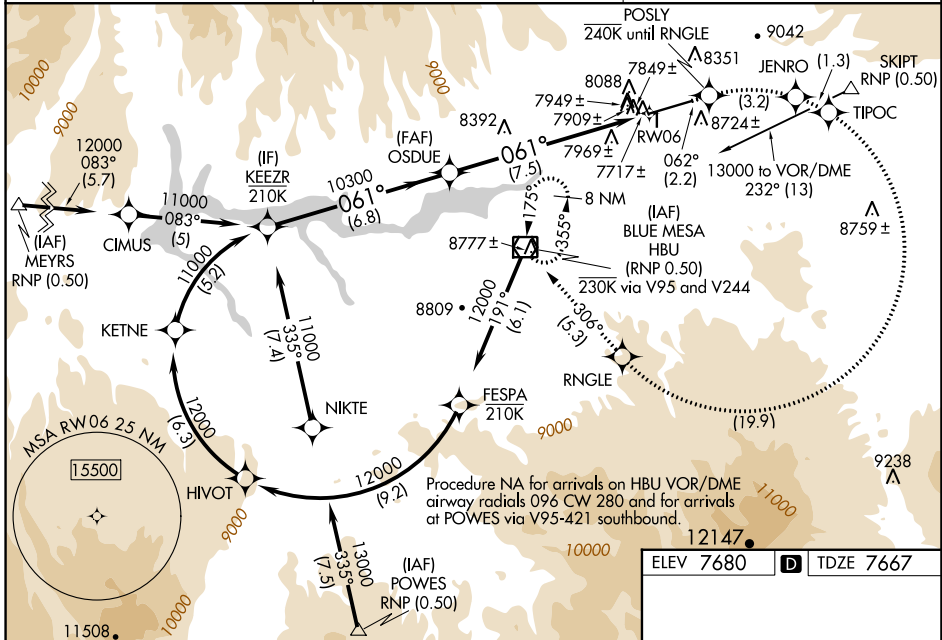 POSLY
240K until RNGLE
9042
8351
7849±
8088
7949±
7909±
7969±
7717±
RW06
JENRO
(1.3)
SKIPT
RNP (0.50)
TIPOC
(3.2)
8724±
062°
(2.2)
13000 to VOR/DME
232° (13)
8759±
10000
9000
9000
12000
083°
(5.7)
(IAF)
MEYRS
RNP (0.50)
CIMUS
11000
083°
(5)
(IF)
KEEZR
210K
10300
061°
(6.8)
(FAF)
OSDUE
8392
061°
(7.5)
175°
355°
8 NM
(IAF)
BLUE MESA
HBU
(RNP 0.50)
230K via V95 and V244
8777±
12000
191°
(6.1)
8809
11000
(5.2)
KETNE
11000
335°
(7.4)
NIKTE
FESPA
210K
306°
(5.3)
RNGLE
(19.9)
9000
12000
(6.3)
HIVOT
9000
12000
(9.2)
MSA RW06 25 NM
15500
Procedure NA for arrivals on HBU VOR/DME
airway radials 096 CW 280 and for arrivals
at POWES via V95-421 southbound.
11000
9238
12147
10000
13000
335°
(7.5)
(IAF)
POWES
RNP (0.50)
10000
11508
ELEV 7680 D TDZE 7667